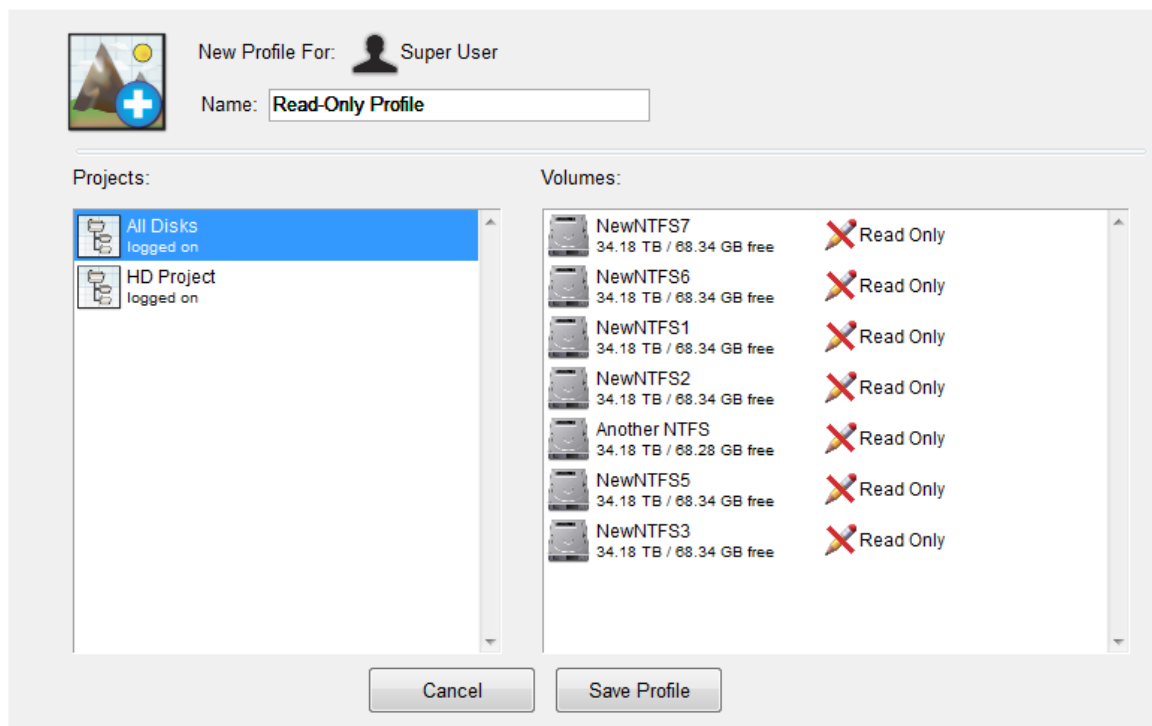 New Profile For: Super User
Name: Read-Only Profile
Projects:
All Disks
logged on
HD Project
logged on
Volumes:
NewNTFS7
34.18 TB / 68.34 GB free
Read Only
NewNTFS6
34.18 TB / 68.34 GB free
Read Only
NewNTFS1
34.18 TB / 68.34 GB free
Read Only
NewNTFS2
34.18 TB / 68.34 GB free
Read Only
Another NTFS
34.18 TB / 68.28 GB free
Read Only
NewNTFS5
34.18 TB / 68.34 GB free
Read Only
NewNTFS3
34.18 TB / 68.34 GB free
Read Only
Cancel
Save Profile